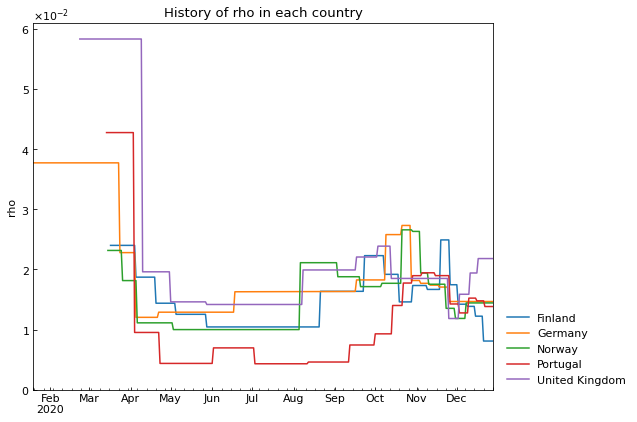 History of rho in each country
×10⁻²
6
5
4
3
2
1
0
rho
Feb Mar Apr May Jun Jul Aug Sep Oct Nov Dec
2020
Finland
Germany
Norway
Portugal
United Kingdom